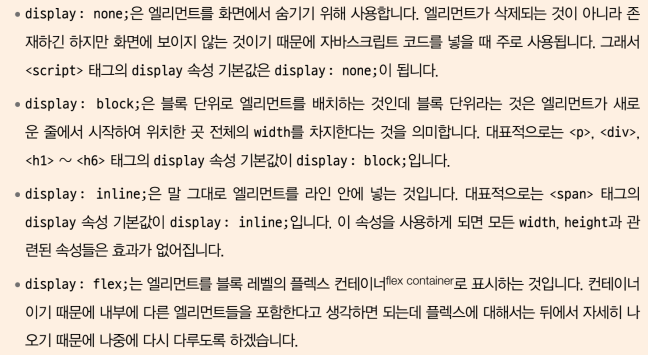 • display: none;은 엘리먼트를 화면에서 숨기기 위해 사용합니다. 엘리먼트가 삭제되는 것이 아니라 존
재하긴 하지만 화면에 보이지 않는 것이기 때문에 자바스크립트 코드를 넣을 때 주로 사용됩니다. 그래서
<script> 태그의 display 속성 기본값은 display: none;이 됩니다.
• display: block;은 블록 단위로 엘리먼트를 배치하는 것인데 블록 단위라는 것은 엘리먼트가 새로
운 줄에서 시작하여 위치한 곳 전체의 width를 차지한다는 것을 의미합니다. 대표적으로는 <p>, <div>,
<h1> ~ <h6> 태그의 display 속성 기본값이 display: block;입니다.
• display: inline;은 말 그대로 엘리먼트를 라인 안에 넣는 것입니다. 대표적으로는 <span> 태그의
display 속성 기본값이 display: inline;입니다. 이 속성을 사용하게 되면 모든 width, height과 관
련된 속성들은 효과가 없어집니다.
• display: flex;는 엘리먼트를 블록 레벨의 플렉스 컨테이너flex container로 표시하는 것입니다. 컨테이너
이기 때문에 내부에 다른 엘리먼트들을 포함한다고 생각하면 되는데 플렉스에 대해서는 뒤에서 자세히 나
오기 때문에 나중에 다시 다루도록 하겠습니다.